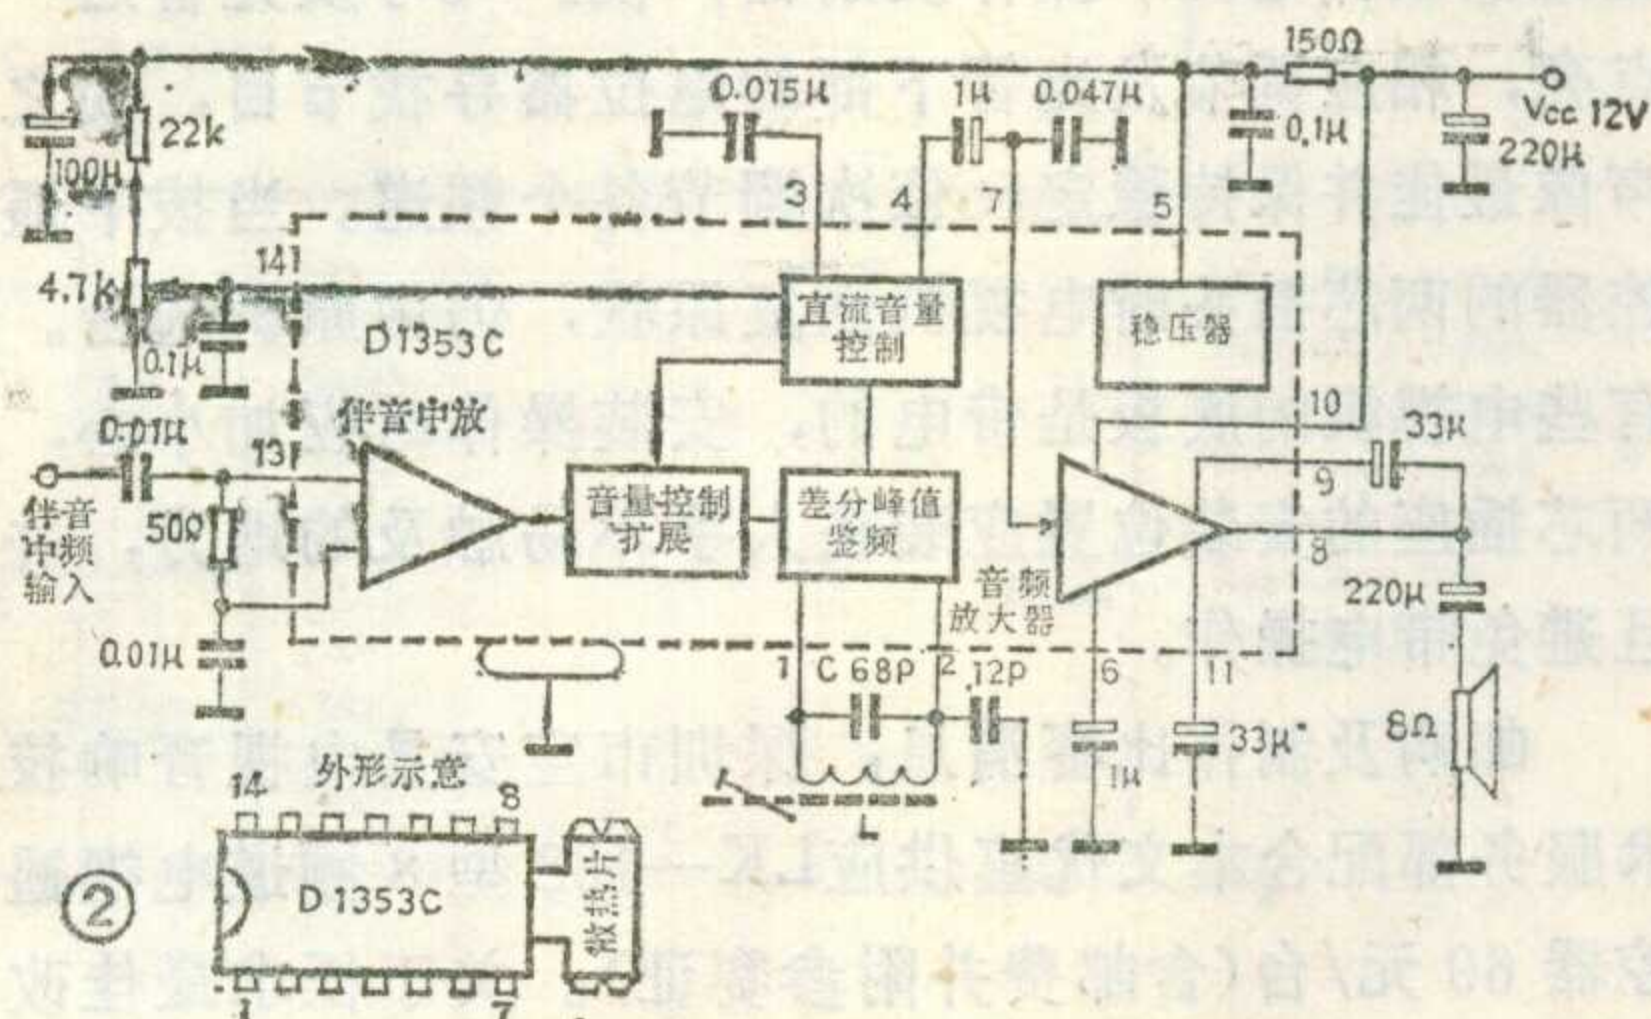 150Ω
Vcc 12V
0.015μ
1μ
0.047μ
0.1μ
220μ
22k
100μ
3
4
7
5
14
4.7k
0.1μ
D1353C
直流音量
控制
稳压器
0.01μ
13
伴音中放
10
33μ
伴音
中频
输入
50Ω
音量控制
扩展
差分峰值
鉴频
9
8
音频
放大器
220μ
0.01μ
1
C 68P
2
12P
6
11
8Ω
1μ
33μ
L
外形示意
14
8
②
D1353C
散热片
1
7